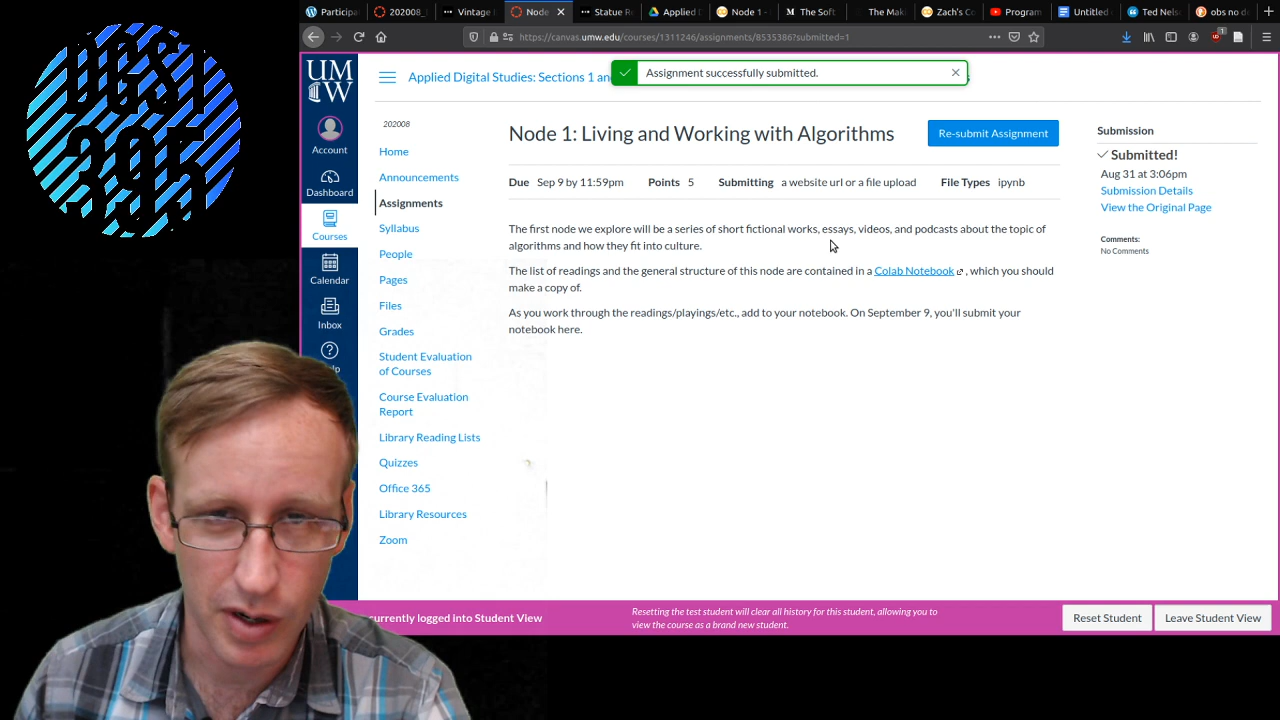 Participa
202008_I
Vintage I
Node
Statue Re
Applied D
Node 1 -
The Soft
The Maki
Zach's Co
Program
Untitled
Ted Nels
obs no de
https://canvas.umw.edu/courses/1311246/assignments/8535386?submitted=1
1
UMW
Applied Digital Studies: Sections 1 an
Assignment successfully submitted.
Account
Dashboard
Courses
Calendar
Inbox
202008
Home
Announcements
Assignments
Syllabus
People
Pages
Files
Grades
Student Evaluation
of Courses
Course Evaluation
Report
Library Reading Lists
Quizzes
Office 365
Library Resources
Zoom
Node 1: Living and Working with Algorithms
Re-submit Assignment
Due Sep 9 by 11:59pm Points 5 Submitting a website url or a file upload File Types ipynb
The first node we explore will be a series of short fictional works, essays, videos, and podcasts about the topic of
algorithms and how they fit into culture.
The list of readings and the general structure of this node are contained in a Colab Notebook , which you should
make a copy of.
As you work through the readings/playings/etc., add to your notebook. On September 9, you'll submit your
notebook here.
Submission
Submitted!
Aug 31 at 3:06pm
Submission Details
View the Original Page
Comments:
No Comments
currently logged into Student View
Resetting the test student will clear all history for this student, allowing you to
view the course as a brand new student.
Reset Student
Leave Student View